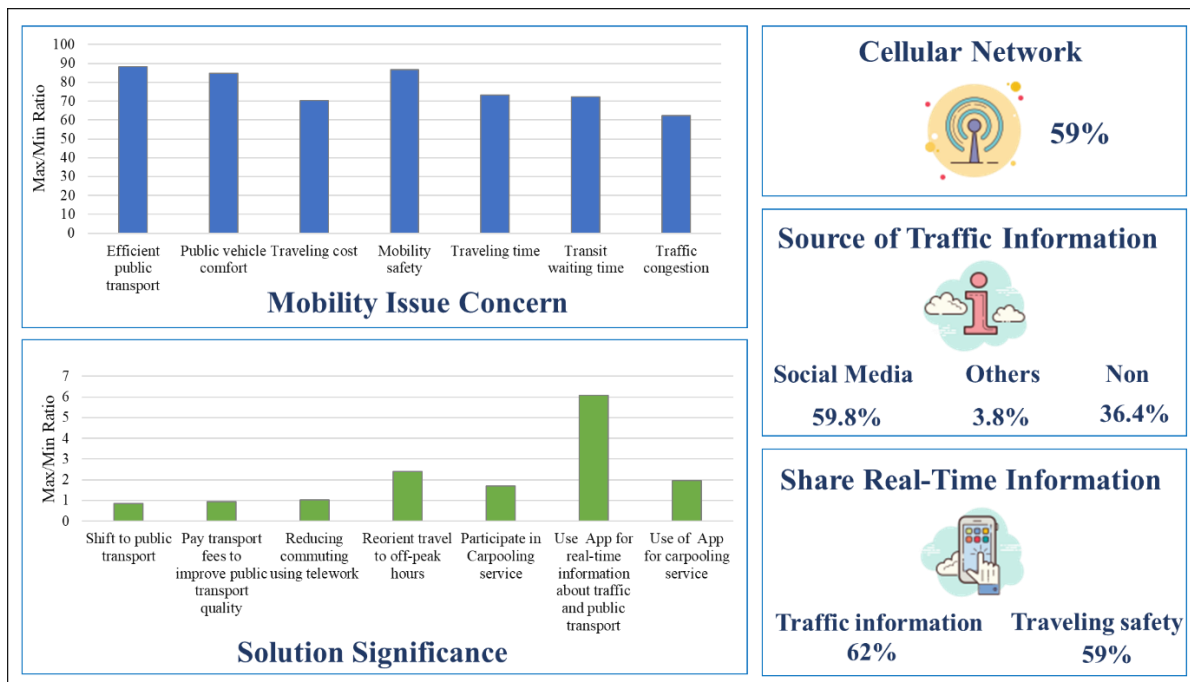 100
90
80
70
60
50
40
30
20
10
0
Max/Min Ratio
Efficient
public
transport
Public vehicle
comfort
Traveling cost
Mobility
safety
Traveling time
Transit
waiting time
Traffic
congestion
Mobility Issue Concern
7
6
5
4
3
2
1
0
Max/Min Ratio
Shift to public
transport
Pay transport
fees to
improve public
transport
quality
Reducing
commuting
using telework
Reorient travel
to off-peak
hours
Participate in
Carpooling
service
Use App for
real-time
information
about traffic
and public
transport
Use of App
for carpooling
service
Solution Significance
Cellular Network
59%
Source of Traffic Information
Social Media Others Non
59.8% 3.8% 36.4%
Share Real-Time Information
Traffic information Traveling safety
62% 59%